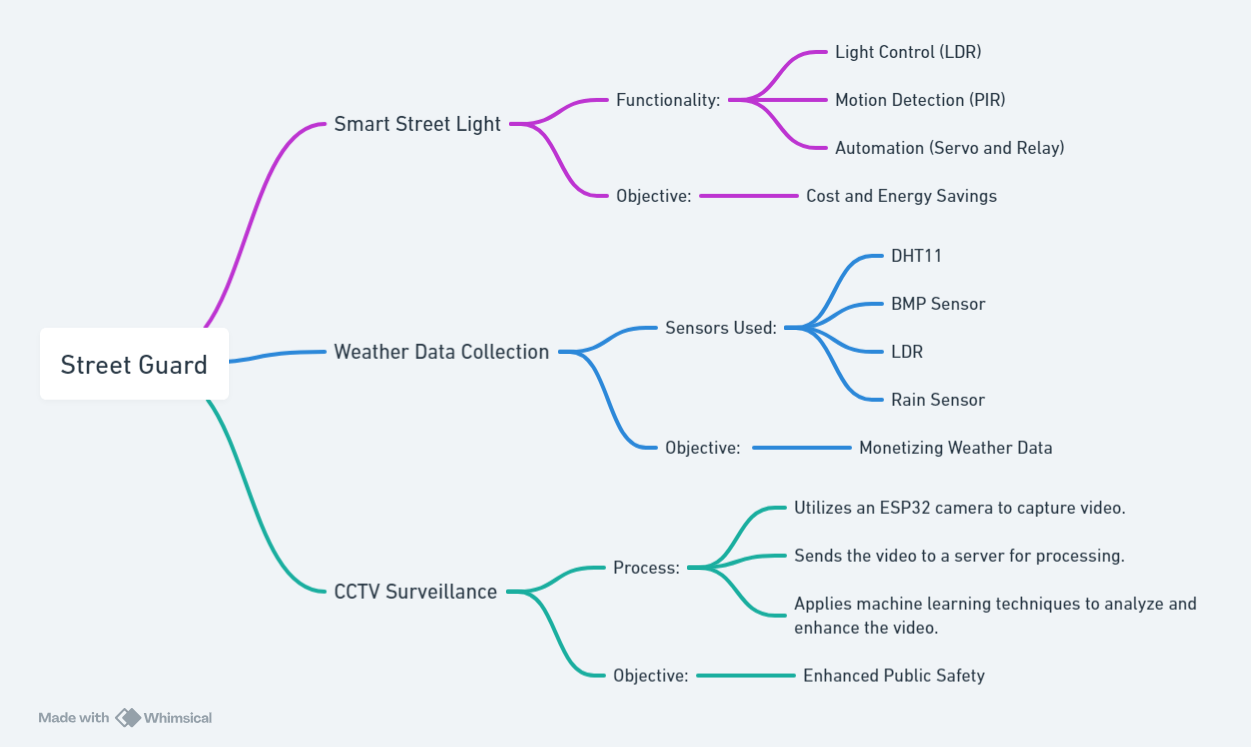 Street Guard
Smart Street Light
Functionality:
Light Control (LDR)
Motion Detection (PIR)
Automation (Servo and Relay)
Objective:
Cost and Energy Savings
Weather Data Collection
Sensors Used:
DHT11
BMP Sensor
LDR
Rain Sensor
Objective:
Monetizing Weather Data
CCTV Surveillance
Process:
Utilizes an ESP32 camera to capture video.
Sends the video to a server for processing.
Applies machine learning techniques to analyze and
enhance the video.
Objective:
Enhanced Public Safety
Made with Whimsical